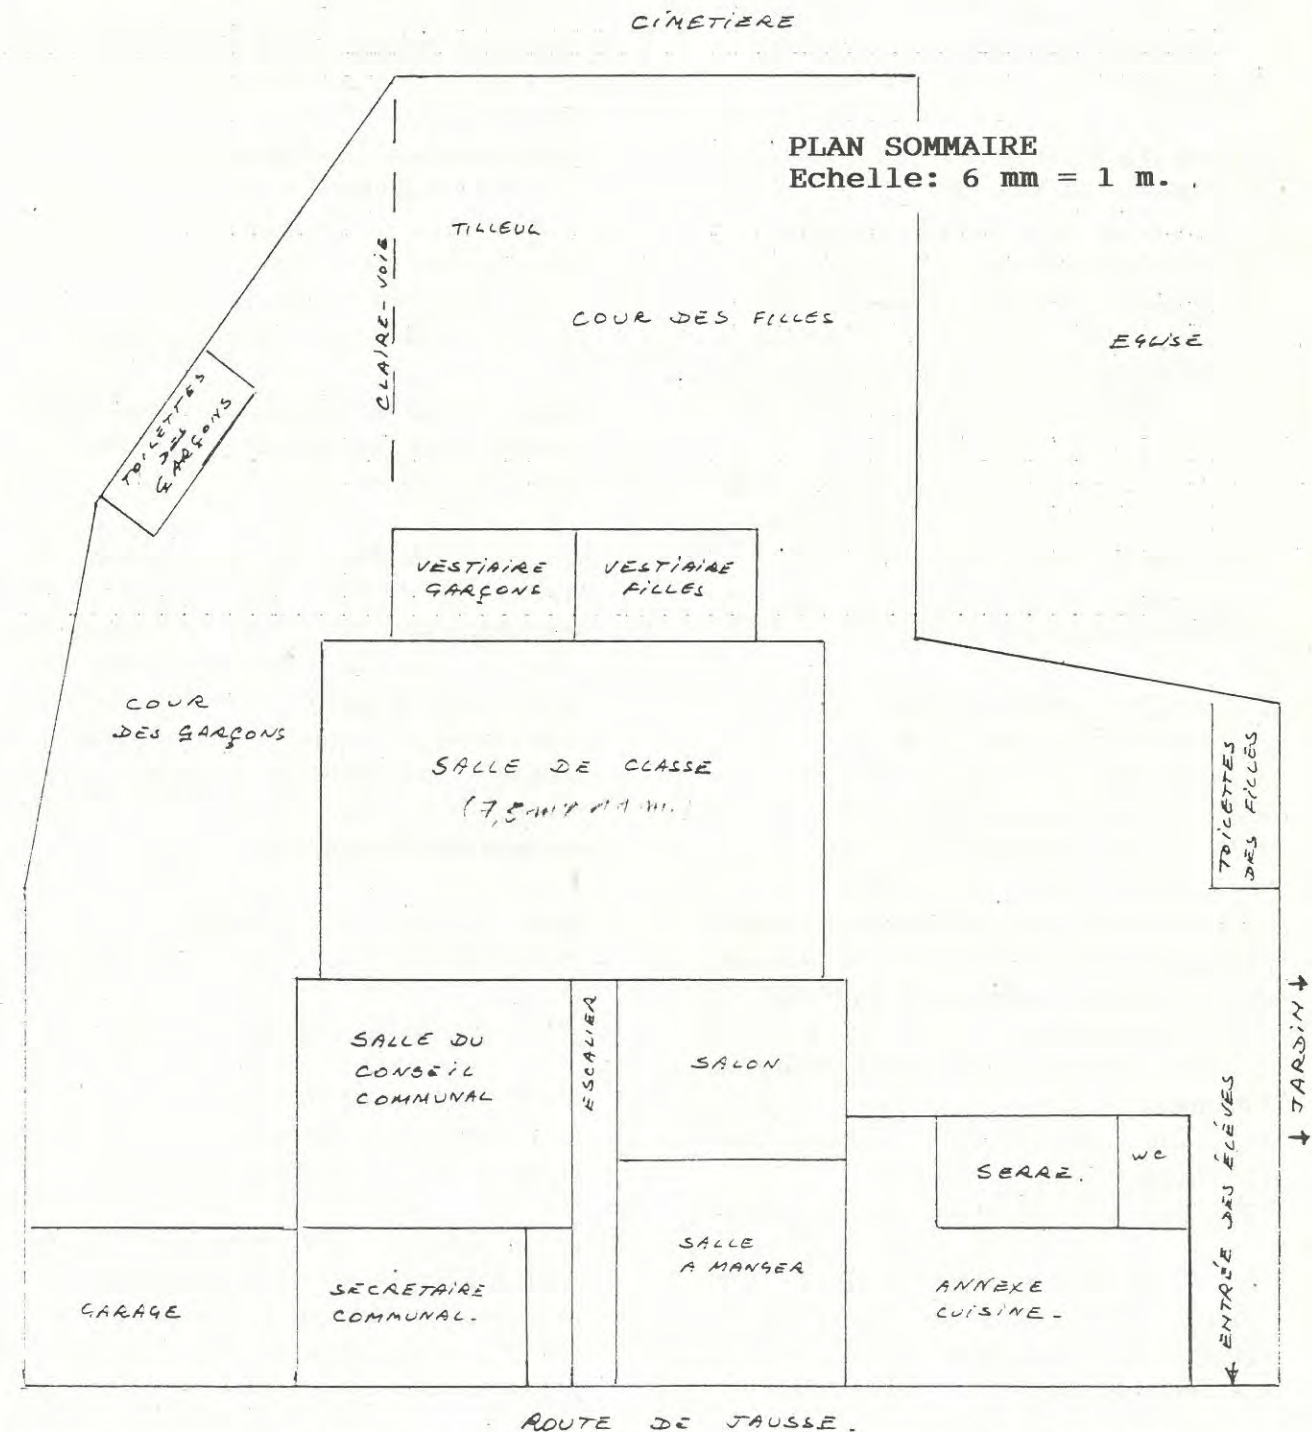 CIMETIERE
PLAN SOMMAIRE
Echelle: 6 mm = 1 m.
TILLEUL
CLAIRE-VOIE
COUR DES FILLES
EGLISE
TOILETTES
DES
GARÇONS
VESTIAIRE
GARÇONS
VESTIAIRE
FILLES
COUR
DES GARÇONS
SALLE DE CLASSE
(7,5 m
TOILETTES
DES FILLES
SALLE DU
CONSEIL
COMMUNAL
ESCALIER
SALON
JARDIN
SERRE.
WC
ENTRÉE DES ÉLÈVES
SALLE
A MANGER
GARAGE
SECRETAIRE
COMMUNAL.
ANNEXE
CUISINE.
ROUTE DE JAUSSE.